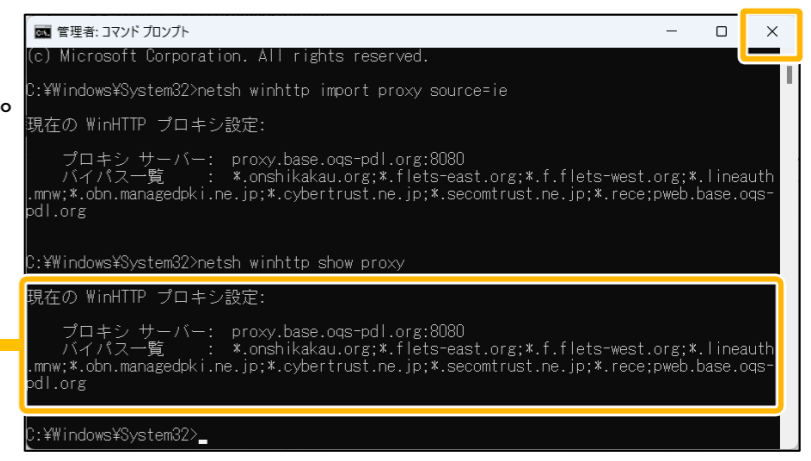 管理者: コマンド プロンプト
(c) Microsoft Corporation. All rights reserved.
C:¥Windows¥System32>netsh winhttp import proxy source=ie
。
現在の WinHTTP プロキシ設定:
プロキシ サーバー: proxy.base.oqs-pdl.org:8080
バイパス一覧 : *.onshikakau.org;*.flets-east.org;*.f.flets-west.org;*.lineauth
.mnw;*.obn.managedpki.ne.jp;*.cybertrust.ne.jp;*.secomtrust.ne.jp;*.rece;pweb.base.oqs-
pdl.org
C:¥Windows¥System32>netsh winhttp show proxy
現在の WinHTTP プロキシ設定:
プロキシ サーバー: proxy.base.oqs-pdl.org:8080
バイパス一覧 : *.onshikakau.org;*.flets-east.org;*.f.flets-west.org;*.lineauth
.mnw;*.obn.managedpki.ne.jp;*.cybertrust.ne.jp;*.secomtrust.ne.jp;*.rece;pweb.base.oqs-
pdl.org
C:¥Windows¥System32>